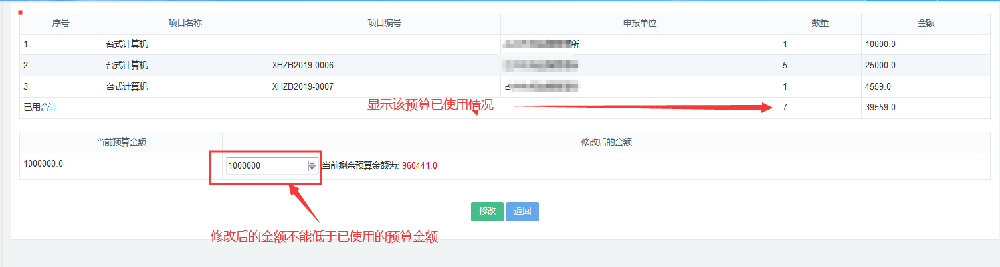 序号 项目名称 项目编号 申报单位 数量 金额
1 台式计算机 所 1 10000.0
2 台式计算机 XHZB2019-0006 5 25000.0
3 台式计算机 XHZB2019-0007 1 4559.0
已用合计 7 39559.0
显示该预算已使用情况
当前预算金额 修改后的金额
1000000.0 1000000 当前剩余预算金额为: 960441.0
修改 返回
修改后的金额不能低于已使用的预算金额